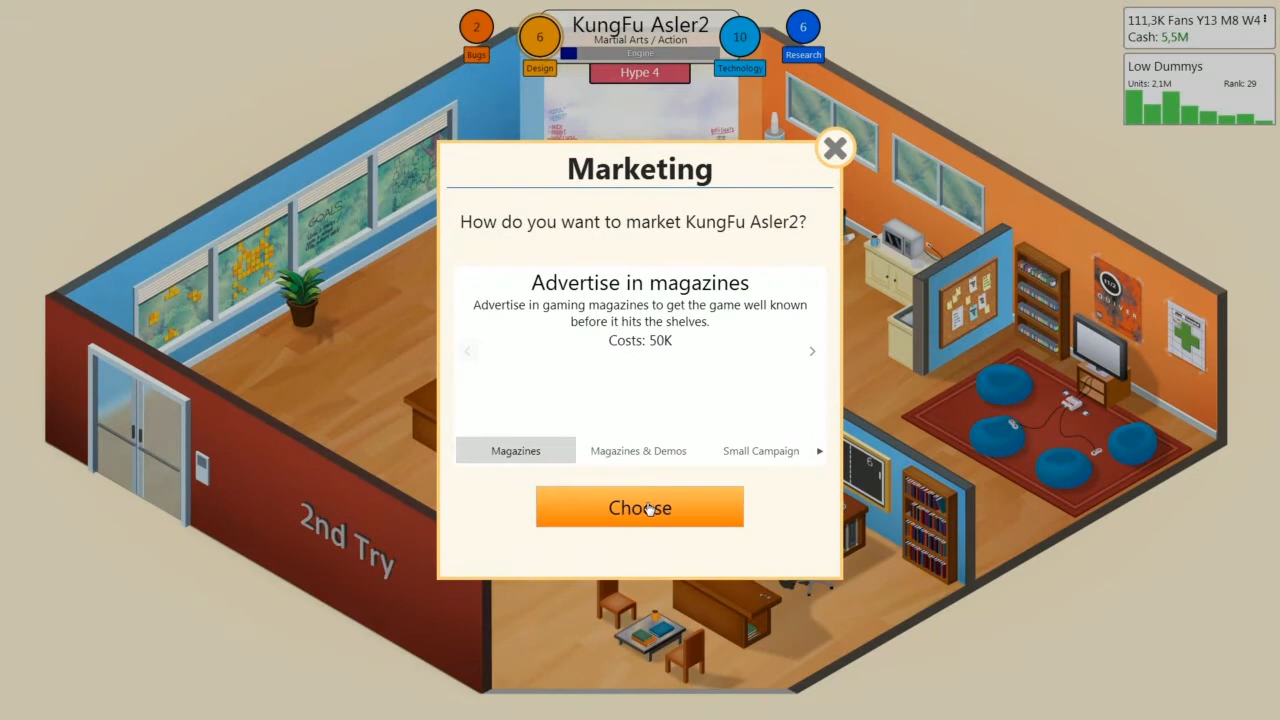 2
Bugs
6
Design
KungFu Asler2
Martial Arts / Action
Engine
Hype 4
10
Technology
6
Research
111,3K Fans Y13 M8 W4
Cash: 5,5M
Low Dummys
Units: 2,1M
Rank: 29
GOALS
Marketing
How do you want to market KungFu Asler2?
Advertise in magazines
Advertise in gaming magazines to get the game well known
before it hits the shelves.
Costs: 50K
Magazines
Magazines & Demos
Small Campaign
Choose
2nd Try
6